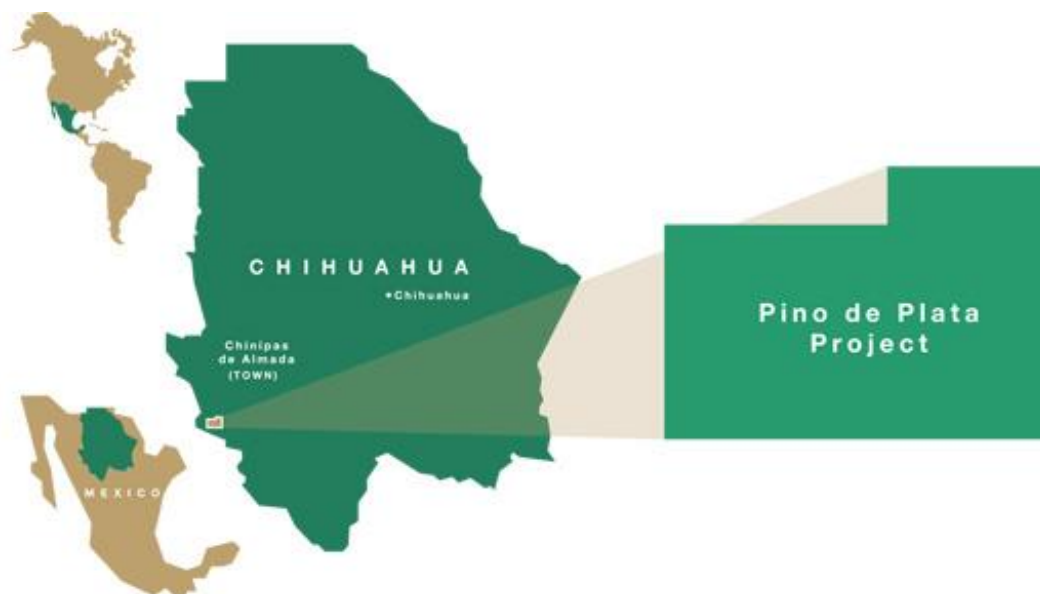 CHIHUAHUA
•Chihuahua
Chinipas
de Almada
(TOWN)
Pino de Plata
Project
MEXICO